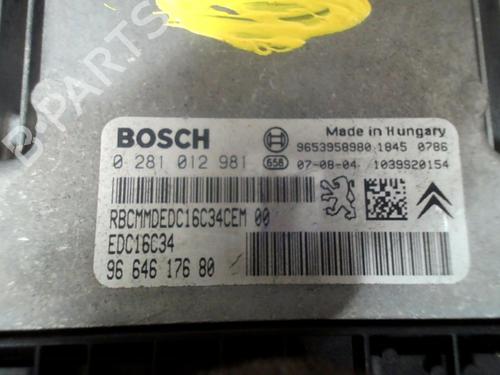 B-PARTS
BOSCH
Made in Hungary
9653958980 1845 0786
0 281 012 981 656 07-08-04 1039S20154
RBCMMDEDC16C34CEM 00
EDC16C34
96 646 176 80